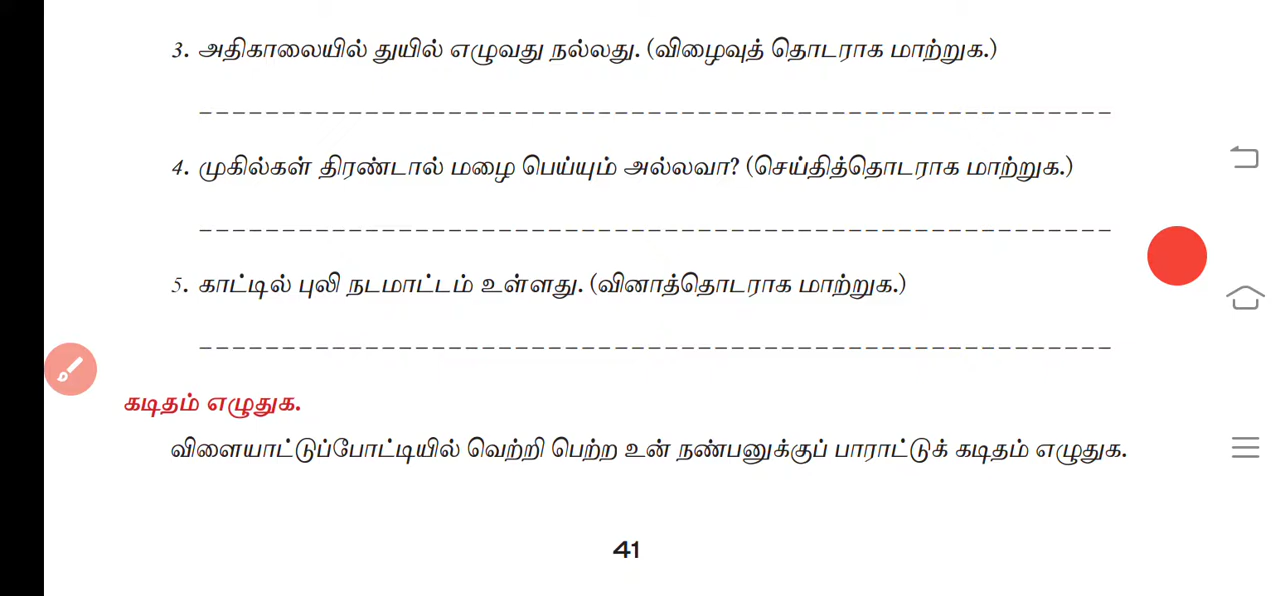 3. அதிகாலையில் துயில் எழுவது நல்லது. (விழைவுத் தொடராக மாற்றுக.)
4. முகில்கள் திரண்டால் மழை பெய்யும் அல்லவா? (செய்தித்தொடராக மாற்றுக.)
5. காட்டில் புலி நடமாட்டம் உள்ளது. (வினாத்தொடராக மாற்றுக.)
கடிதம் எழுதுக.
விளையாட்டுப்போட்டியில் வெற்றி பெற்ற உன் நண்பனுக்குப் பாராட்டுக் கடிதம் எழுதுக.
41